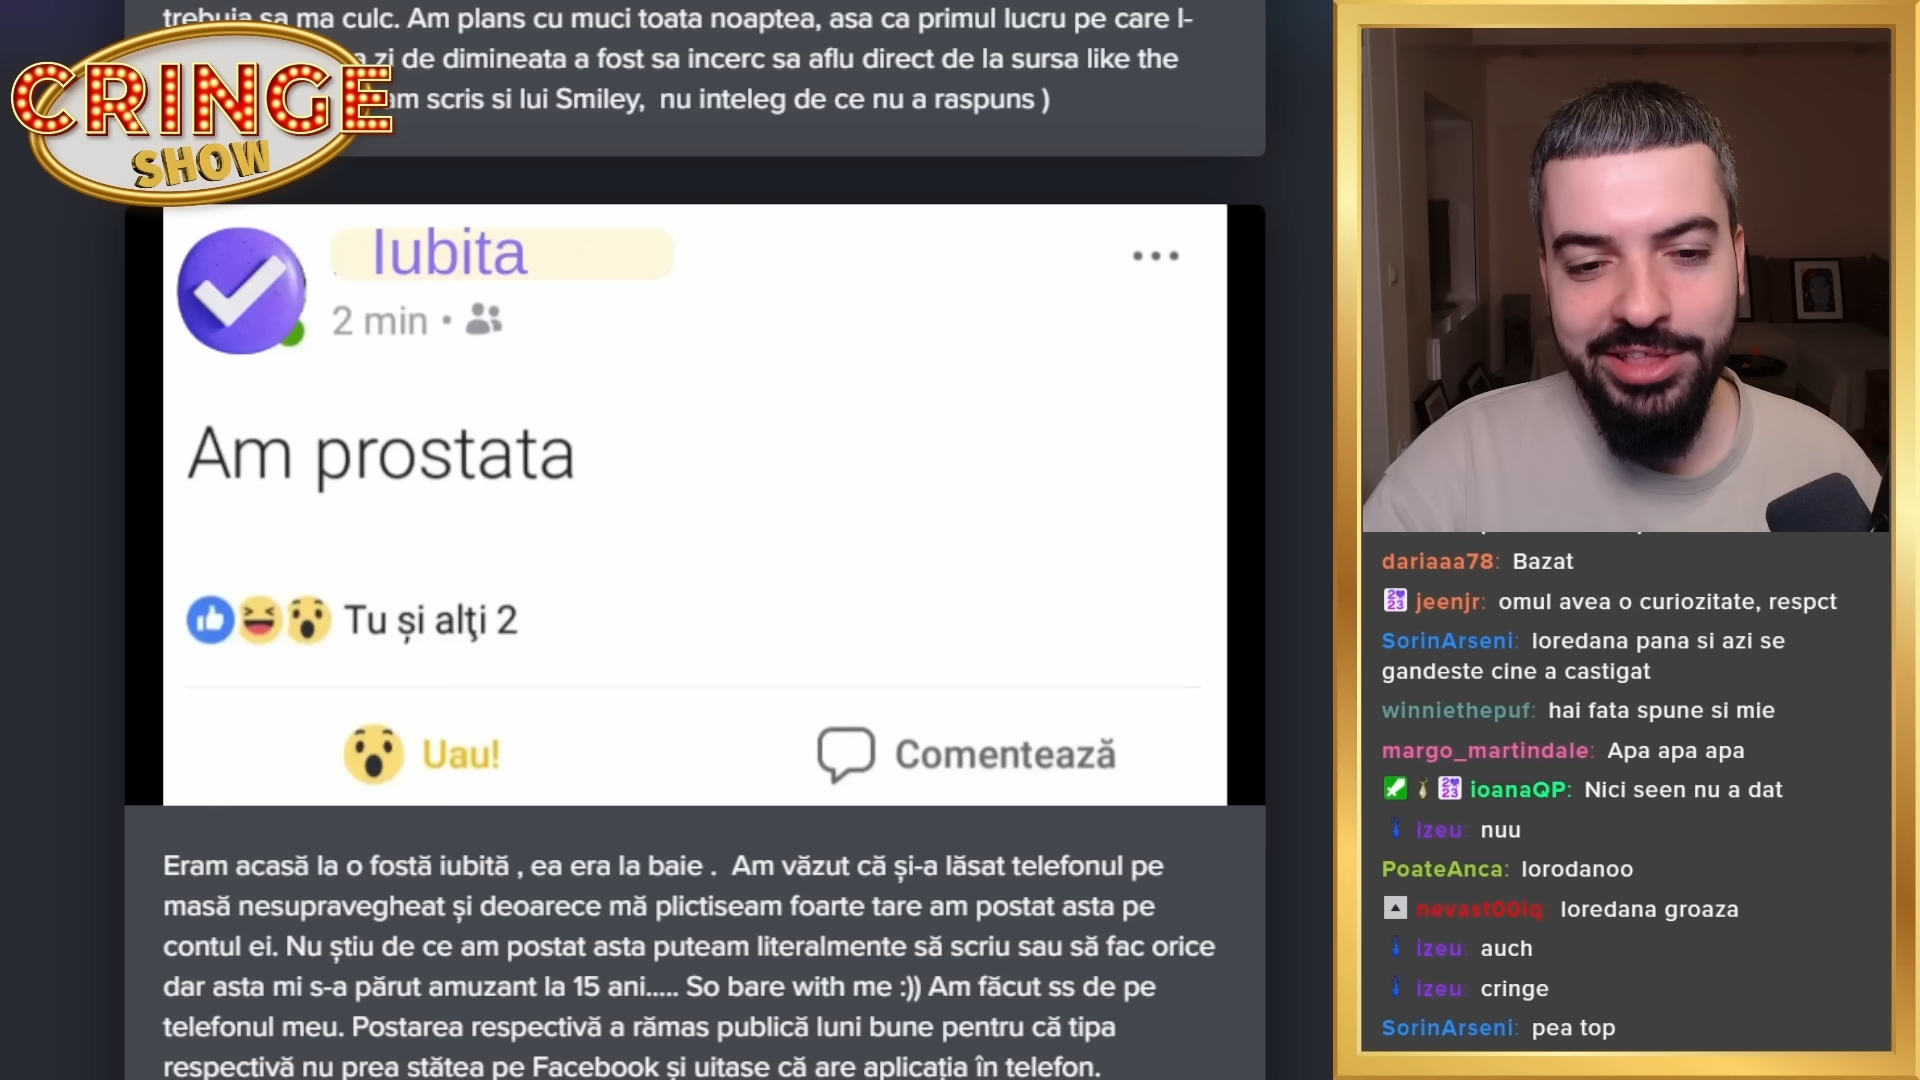 trebuia sa ma culc. Am plans cu muci toata noaptea, asa ca primul lucru pe care l-
zi de dimineata a fost sa incerc sa aflu direct de la sursa like the
am scris si lui Smiley, nu inteleg de ce nu a raspuns )
CRINGE
SHOW
Iubita
2 min
Am prostata
Tu și alți 2
Uau!
Comentează
Eram acasă la o fostă iubită , ea era la baie . Am văzut că și-a lăsat telefonul pe
masă nesupravegheat și deoarece mă plictiseam foarte tare am postat asta pe
contul ei. Nu știu de ce am postat asta puteam literalmente să scriu sau să fac orice
dar asta mi s-a părut amuzant la 15 ani..... So bare with me :)) Am făcut ss de pe
telefonul meu. Postarea respectivă a rămas publică luni bune pentru că tipa
respectivă nu prea stătea pe Facebook și uitase că are aplicația în telefon.
dariaaa78: Bazat
jeenjr: omul avea o curiozitate, respct
SorinArseni: loredana pana si azi se
gandeste cine a castigat
winniethepuf: hai fata spune si mie
margo_martindale: Apa apa apa
ioanaQP: Nici seen nu a dat
izeu: nuu
PoateAnca: lorodanoo
loredana groaza
izeu: auch
izeu: cringe
SorinArseni: pea top